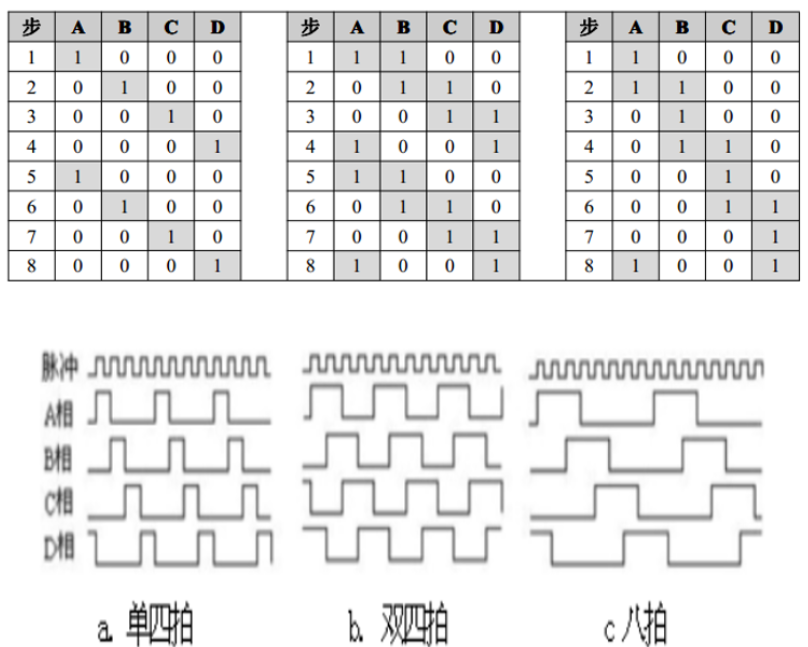 步 A B C D 步 A B C D 步 A B C D
1 1 0 0 0 1 1 1 0 0 1 1 0 0 0
2 0 1 0 0 2 0 1 1 0 2 1 1 0 0
3 0 0 1 0 3 0 0 1 1 3 0 1 0 0
4 0 0 0 1 4 1 0 0 1 4 0 1 1 0
5 1 0 0 0 5 1 1 0 0 5 0 0 1 0
6 0 1 0 0 6 0 1 1 0 6 0 0 1 1
7 0 0 1 0 7 0 0 1 1 7 0 0 0 1
8 0 0 0 1 8 1 0 0 1 8 1 0 0 1
脉冲
A相
B相
C相
D相
a. 单四拍 b. 双四拍 c 八拍